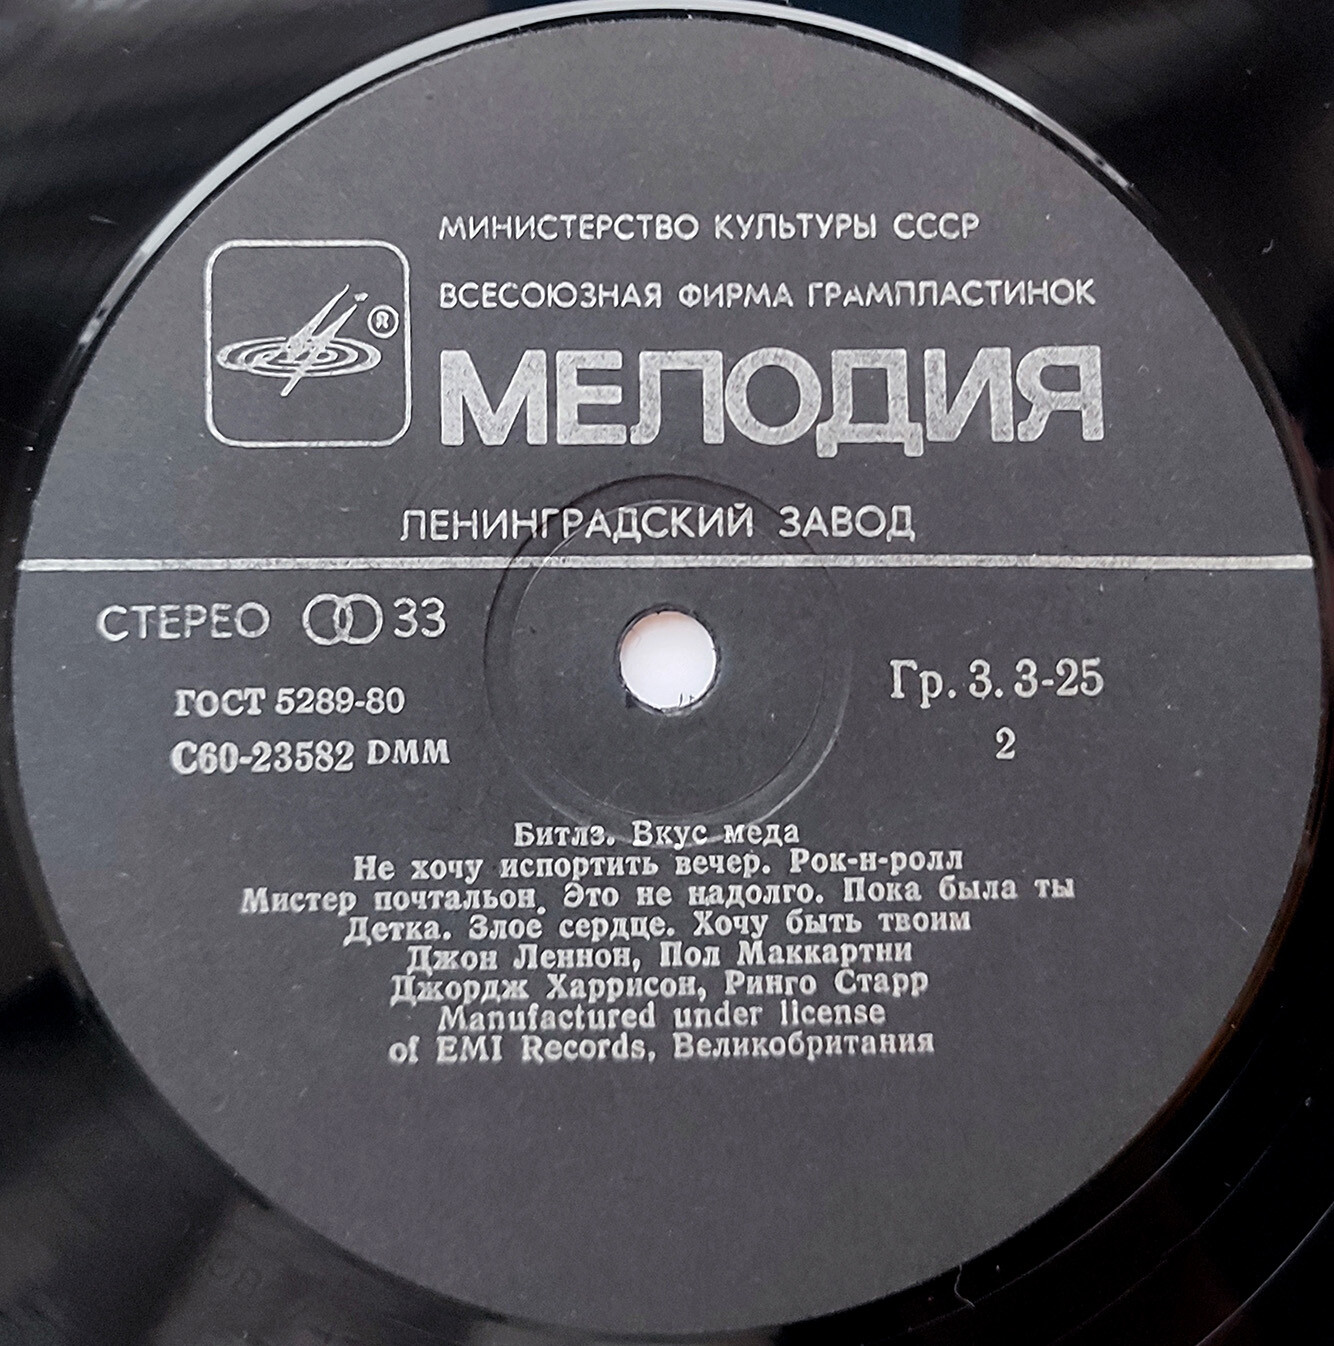 МИНИСТЕРСТВО КУЛЬТУРЫ СССР
ВСЕСОЮЗНАЯ ФИРМА ГРАМПЛАСТИНОК
МЕЛОДИЯ
ЛЕНИНГРАДСКИЙ ЗАВОД
СТЕРЕО 33
ГОСТ 5289-80
С60-23582 DMM
Гр. 3. 3-25
2
Битлз. Вкус меда
Не хочу испортить вечер. Рок-н-ролл
Мистер почтальон. Это не надолго. Пока была ты
Детка. Злое сердце. Хочу быть твоим
Джон Леннон, Пол Маккартни
Джордж Харрисон, Ринго Старр
Manufactured under license
of EMI Records, Великобритания